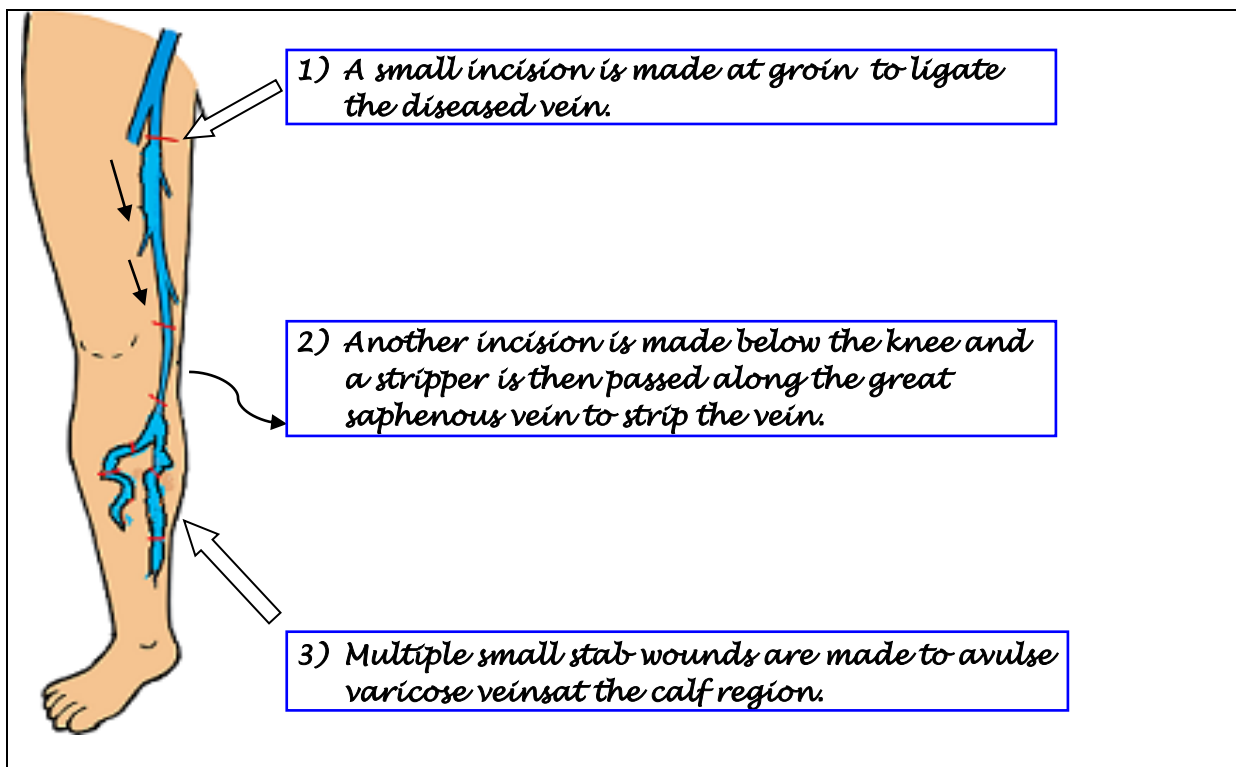 1) A small incision is made at groin to ligate
the diseased vein.
2) Another incision is made below the knee and
a stripper is then passed along the great
saphenous vein to strip the vein.
3) Multiple small stab wounds are made to avulse
varicose veinsat the calf region.